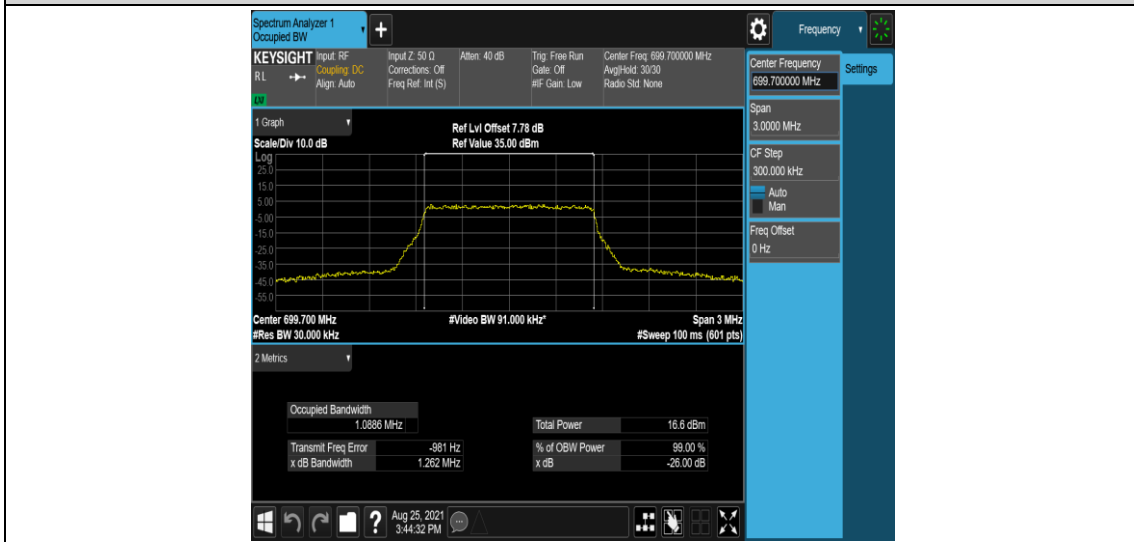 Spectrum Analyzer 1
Occupied BW
+
Frequency
KEYSIGHT
RL
LXI
Input: RF
Coupling: DC
Align: Auto
Input Z: 50 Ω
Corrections: Off
Freq Ref: Int (S)
Atten: 40 dB
Trig: Free Run
Gate: Off
#IF Gain: Low
Center Freq: 699.700000 MHz
Avg|Hold: 30/30
Radio Std: None
Center Frequency
699.700000 MHz
Settings
Span
3.0000 MHz
CF Step
300.000 kHz
Auto
Man
Freq Offset
0 Hz
1 Graph
Scale/Div 10.0 dB
Ref Lvl Offset 7.78 dB
Ref Value 35.00 dBm
Log
25.0
15.0
5.00
-5.00
-15.0
-25.0
-35.0
-45.0
-55.0
Center 699.700 MHz
#Video BW 91.000 kHz*
Span 3 MHz
#Res BW 30.000 kHz
#Sweep 100 ms (601 pts)
2 Metrics
Occupied Bandwidth
1.0886 MHz
Total Power 16.6 dBm
Transmit Freq Error -981 Hz
% of OBW Power 99.00 %
x dB Bandwidth 1.262 MHz
x dB -26.00 dB
?
Aug 25, 2021
3:44:32 PM